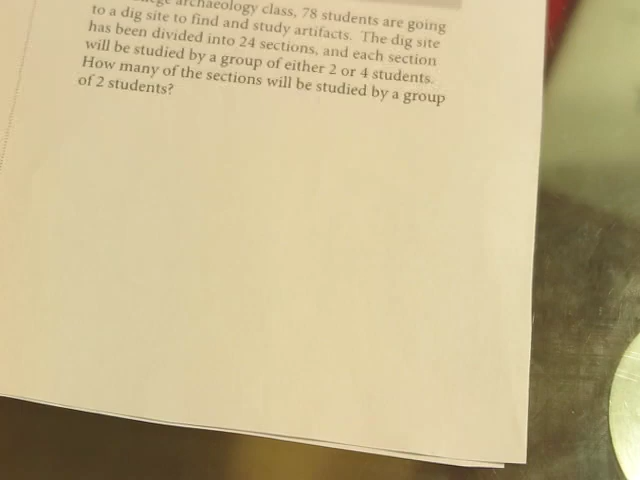 archaeology class, 78 students are going
to a dig site to find and study artifacts. The dig site
has been divided into 24 sections, and each section
will be studied by a group of either 2 or 4 students.
How many of the sections will be studied by a group
of 2 students?